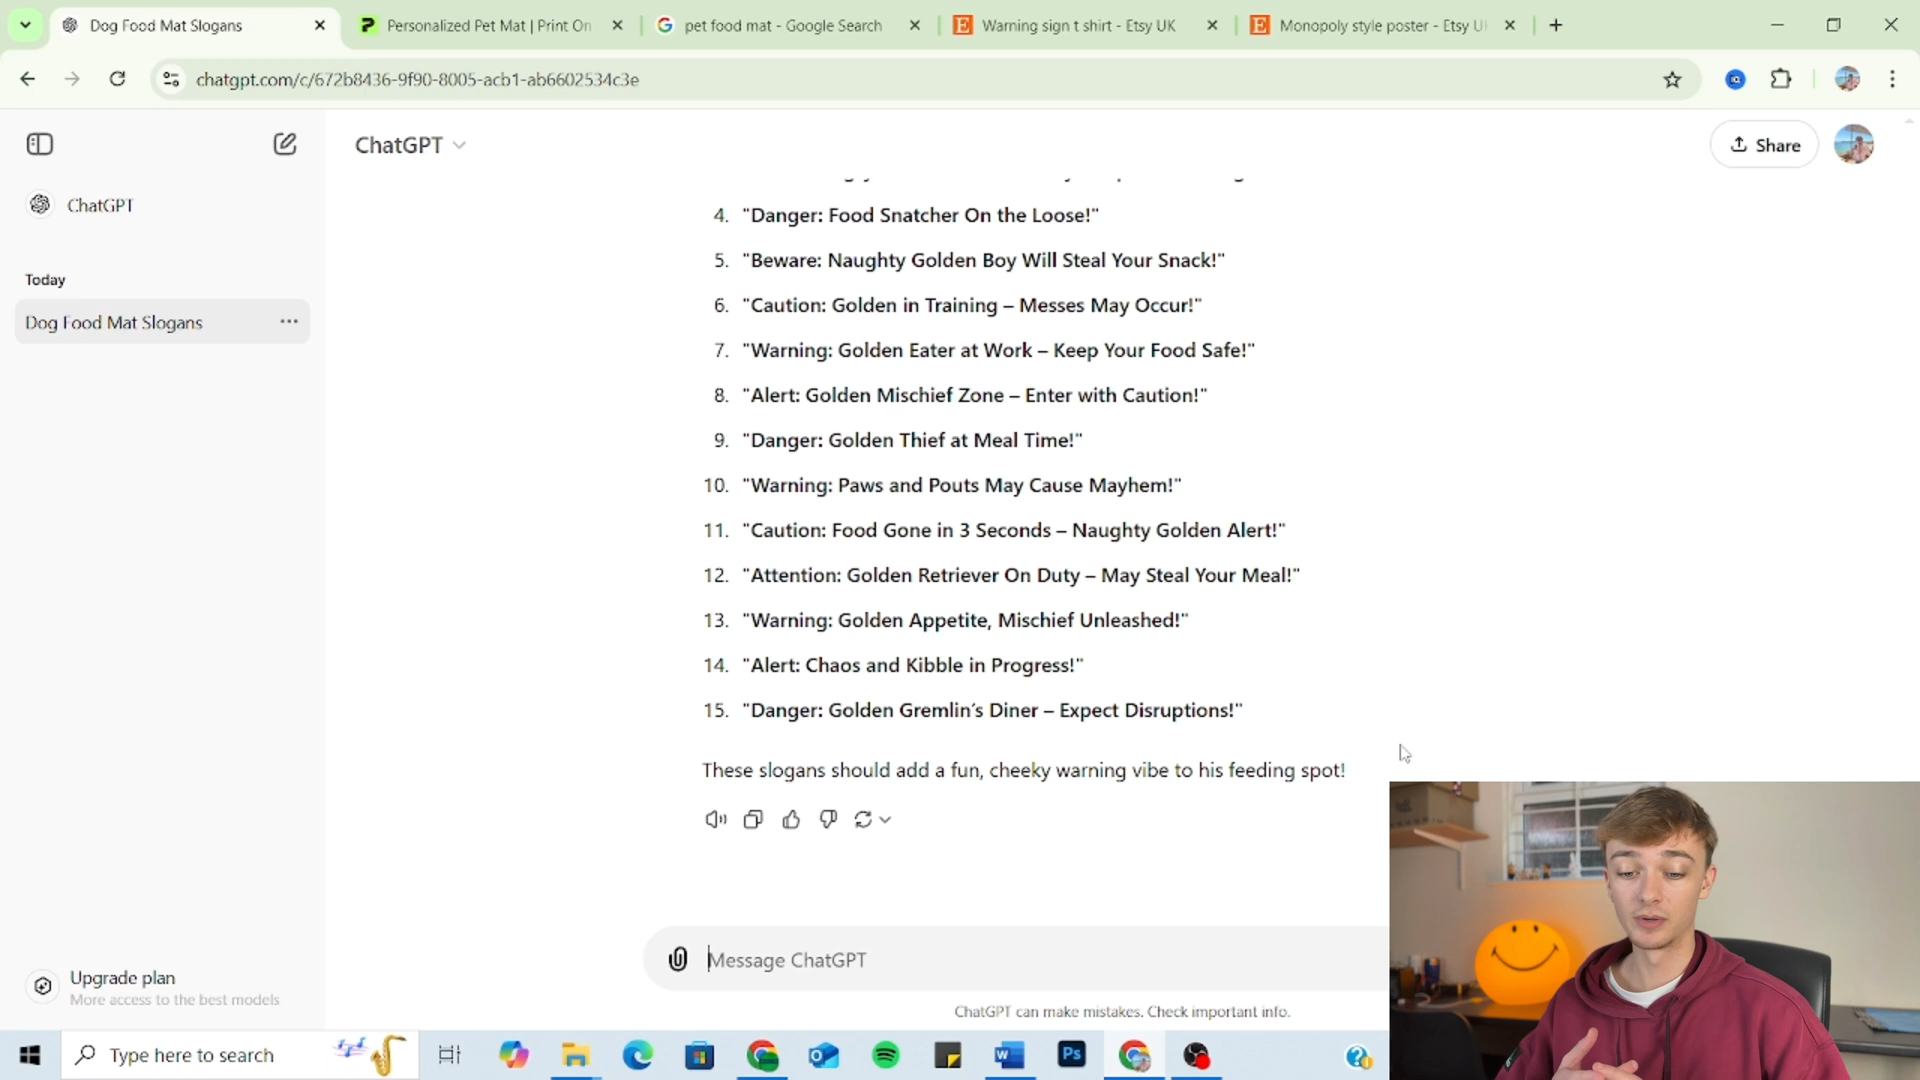 Dog Food Mat Slogans
Personalized Pet Mat | Print On
pet food mat - Google Search
Warning sign t shirt - Etsy UK
Monopoly style poster - Etsy U
chatgpt.com/c/672b8436-9f90-8005-acb1-ab6602534c3e
ChatGPT
Share
ChatGPT
Today
Dog Food Mat Slogans
4. "Danger: Food Snatcher On the Loose!"
5. "Beware: Naughty Golden Boy Will Steal Your Snack!"
6. "Caution: Golden in Training – Messes May Occur!"
7. "Warning: Golden Eater at Work – Keep Your Food Safe!"
8. "Alert: Golden Mischief Zone – Enter with Caution!"
9. "Danger: Golden Thief at Meal Time!"
10. "Warning: Paws and Pouts May Cause Mayhem!"
11. "Caution: Food Gone in 3 Seconds – Naughty Golden Alert!"
12. "Attention: Golden Retriever On Duty – May Steal Your Meal!"
13. "Warning: Golden Appetite, Mischief Unleashed!"
14. "Alert: Chaos and Kibble in Progress!"
15. "Danger: Golden Gremlin's Diner – Expect Disruptions!"
These slogans should add a fun, cheeky warning vibe to his feeding spot!
Message ChatGPT
ChatGPT can make mistakes. Check important info.
Upgrade plan
More access to the best models
Type here to search
Ps